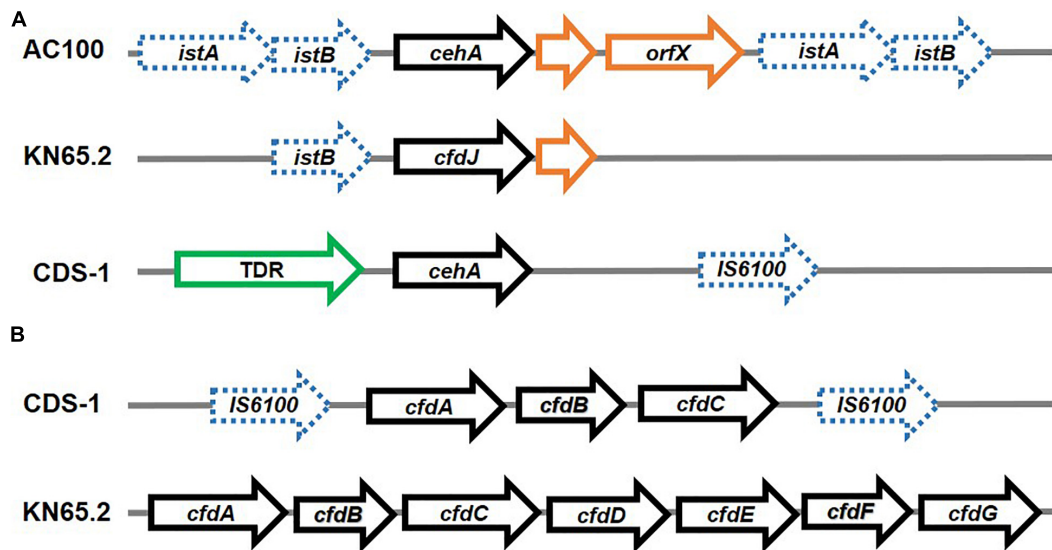 A
AC100 istA istB cehA orfX istA istB
KN65.2 istB cfdJ
CDS-1 TDR cehA IS6100
B
CDS-1 IS6100 cfdA cfdB cfdC IS6100
KN65.2 cfdA cfdB cfdC cfdD cfdE cfdF cfdG